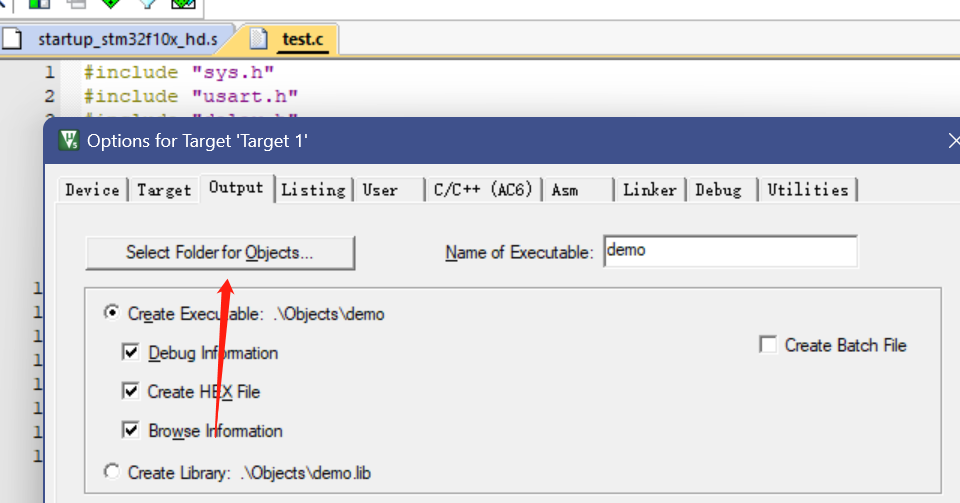 startup_stm32f10x_hd.s test.c
1 #include "sys.h"
2 #include "usart.h"
Options for Target 'Target 1'
Device Target Output Listing User C/C++ (AC6) Asm Linker Debug Utilities
Select Folder for Objects... Name of Executable: demo
Create Executable: .\Objects\demo
Debug Information
Create Batch File
Create HEX File
Browse Information
Create Library: .\Objects\demo.lib